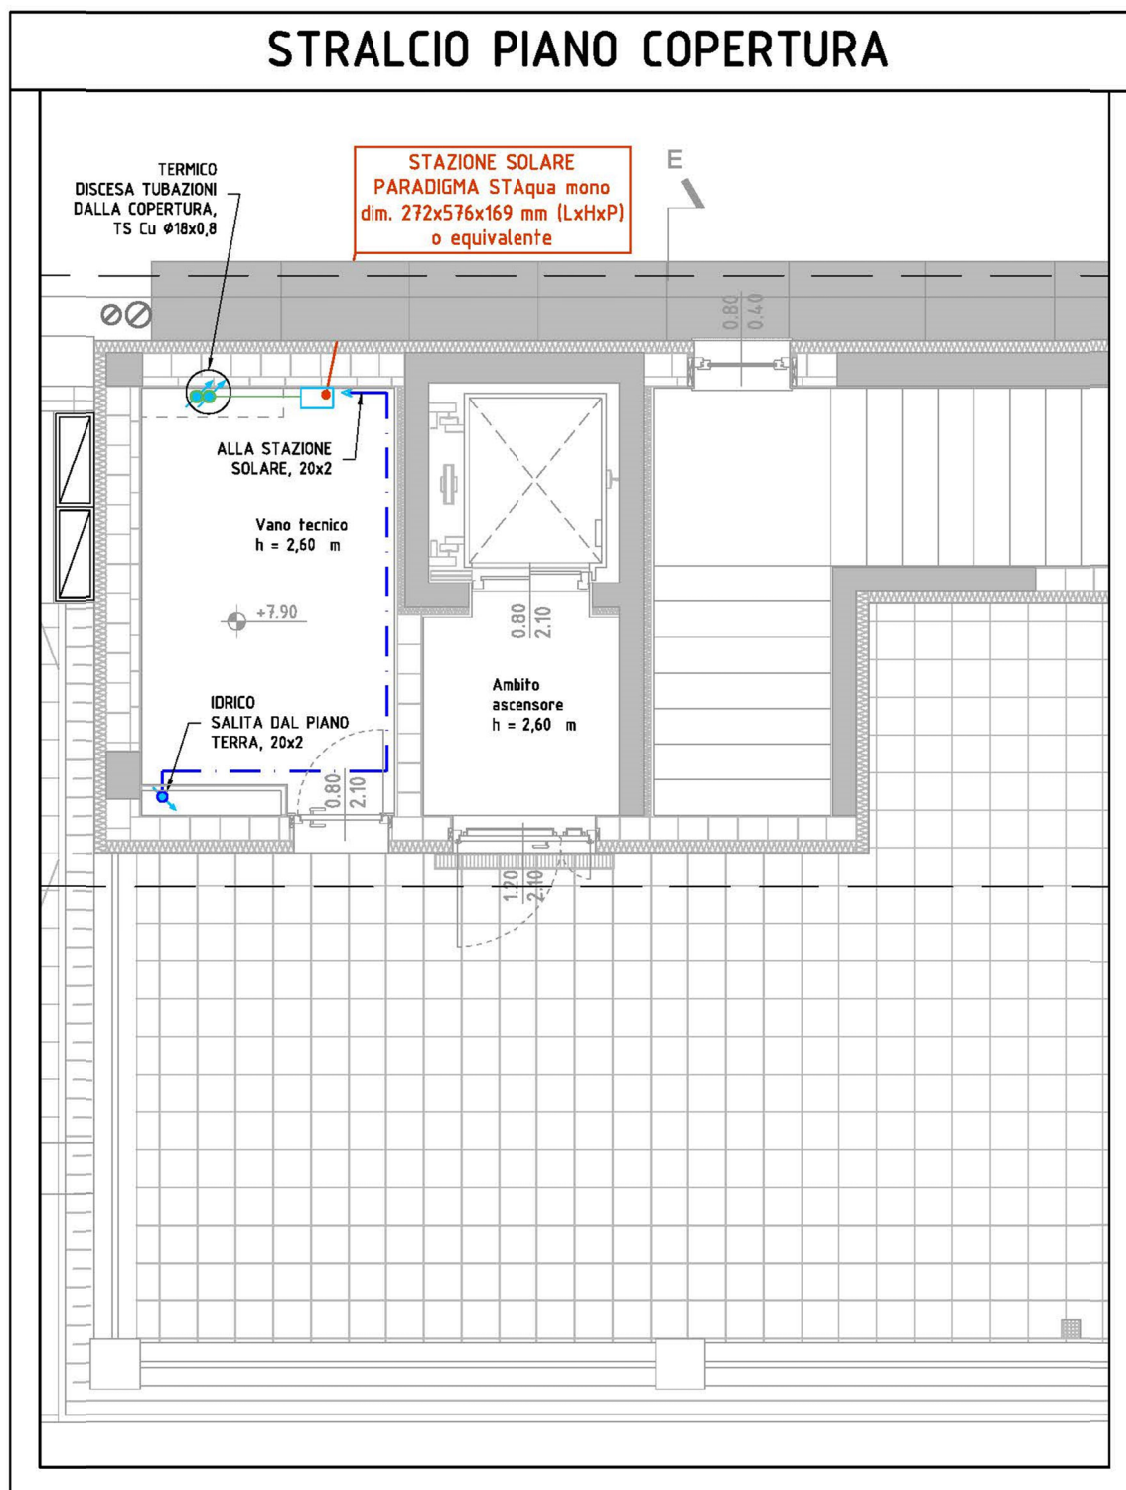 STRALCIO PIANO COPERTURA
TERMICO
DISCESA TUBAZIONI
DALLA COPERTURA,
TS Cu Ø18x0,8
STAZIONE SOLARE
PARADIGMA STAqua mono
dim. 272x576x169 mm (LxHxP)
o equivalente
E
0.80
0.40
ALLA STAZIONE
SOLARE, 20x2
Vano tecnico
h = 2,60 m
+7.90
0.80
2.10
IDRICO
SALITA DAL PIANO
TERRA, 20x2
Ambito
ascensore
h = 2,60 m
0.80
2.10
1.20
2.10